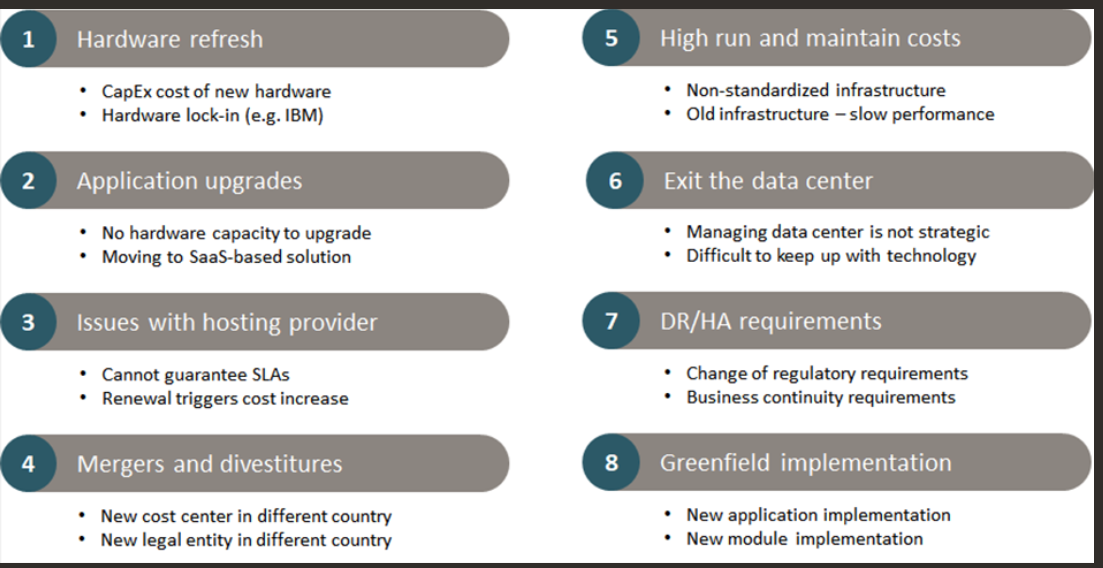 1 Hardware refresh
• CapEx cost of new hardware
• Hardware lock-in (e.g. IBM)
2 Application upgrades
• No hardware capacity to upgrade
• Moving to SaaS-based solution
3 Issues with hosting provider
• Cannot guarantee SLAs
• Renewal triggers cost increase
4 Mergers and divestitures
• New cost center in different country
• New legal entity in different country
5 High run and maintain costs
• Non-standardized infrastructure
• Old infrastructure – slow performance
6 Exit the data center
• Managing data center is not strategic
• Difficult to keep up with technology
7 DR/HA requirements
• Change of regulatory requirements
• Business continuity requirements
8 Greenfield implementation
• New application implementation
• New module implementation